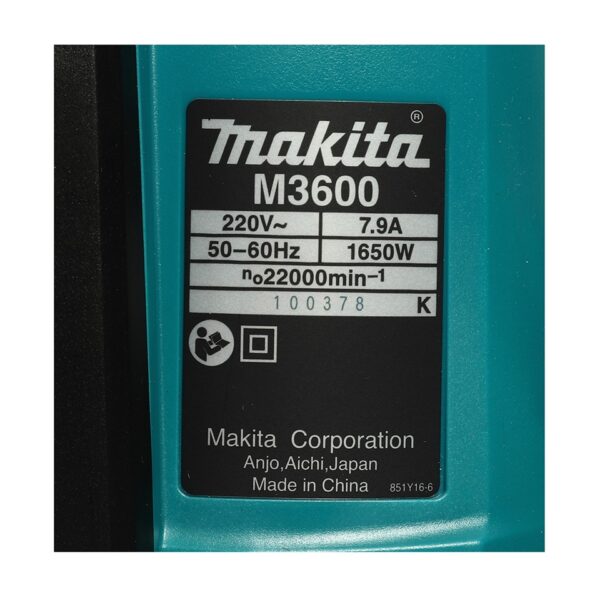 makita®
M3600
220V~ 7.9A
50–60Hz 1650W
n₀22000min⁻¹
100378 K
Makita Corporation
Anjo,Aichi,Japan
Made in China 851Y16-6